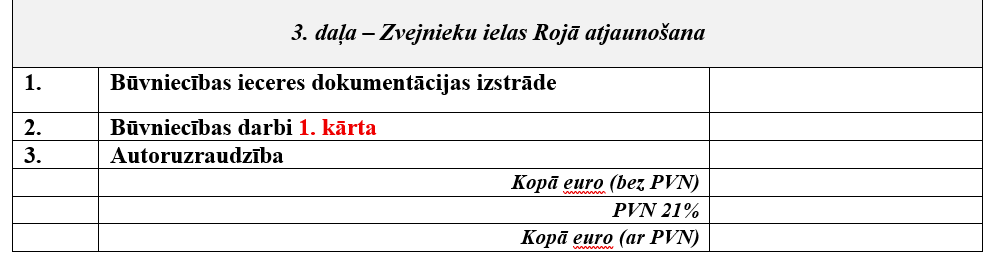 3. daļa – Zvejnieku ielas Rojā atjaunošana
1. Būvniecības ieceres dokumentācijas izstrāde
2. Būvniecības darbi 1. kārta
3. Autoruzraudzība
Kopā euro (bez PVN)
PVN 21%
Kopā euro (ar PVN)